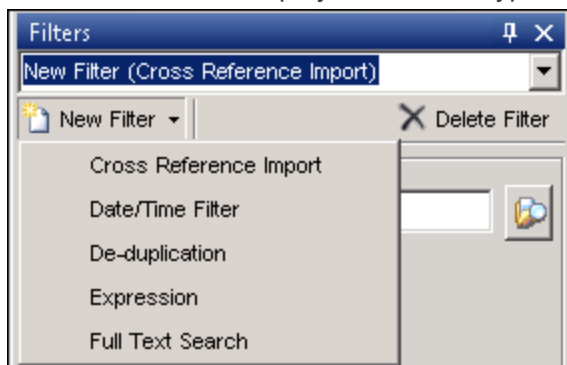 Filters
New Filter (Cross Reference Import)
New Filter
Delete Filter
Cross Reference Import
Date/Time Filter
De-duplication
Expression
Full Text Search